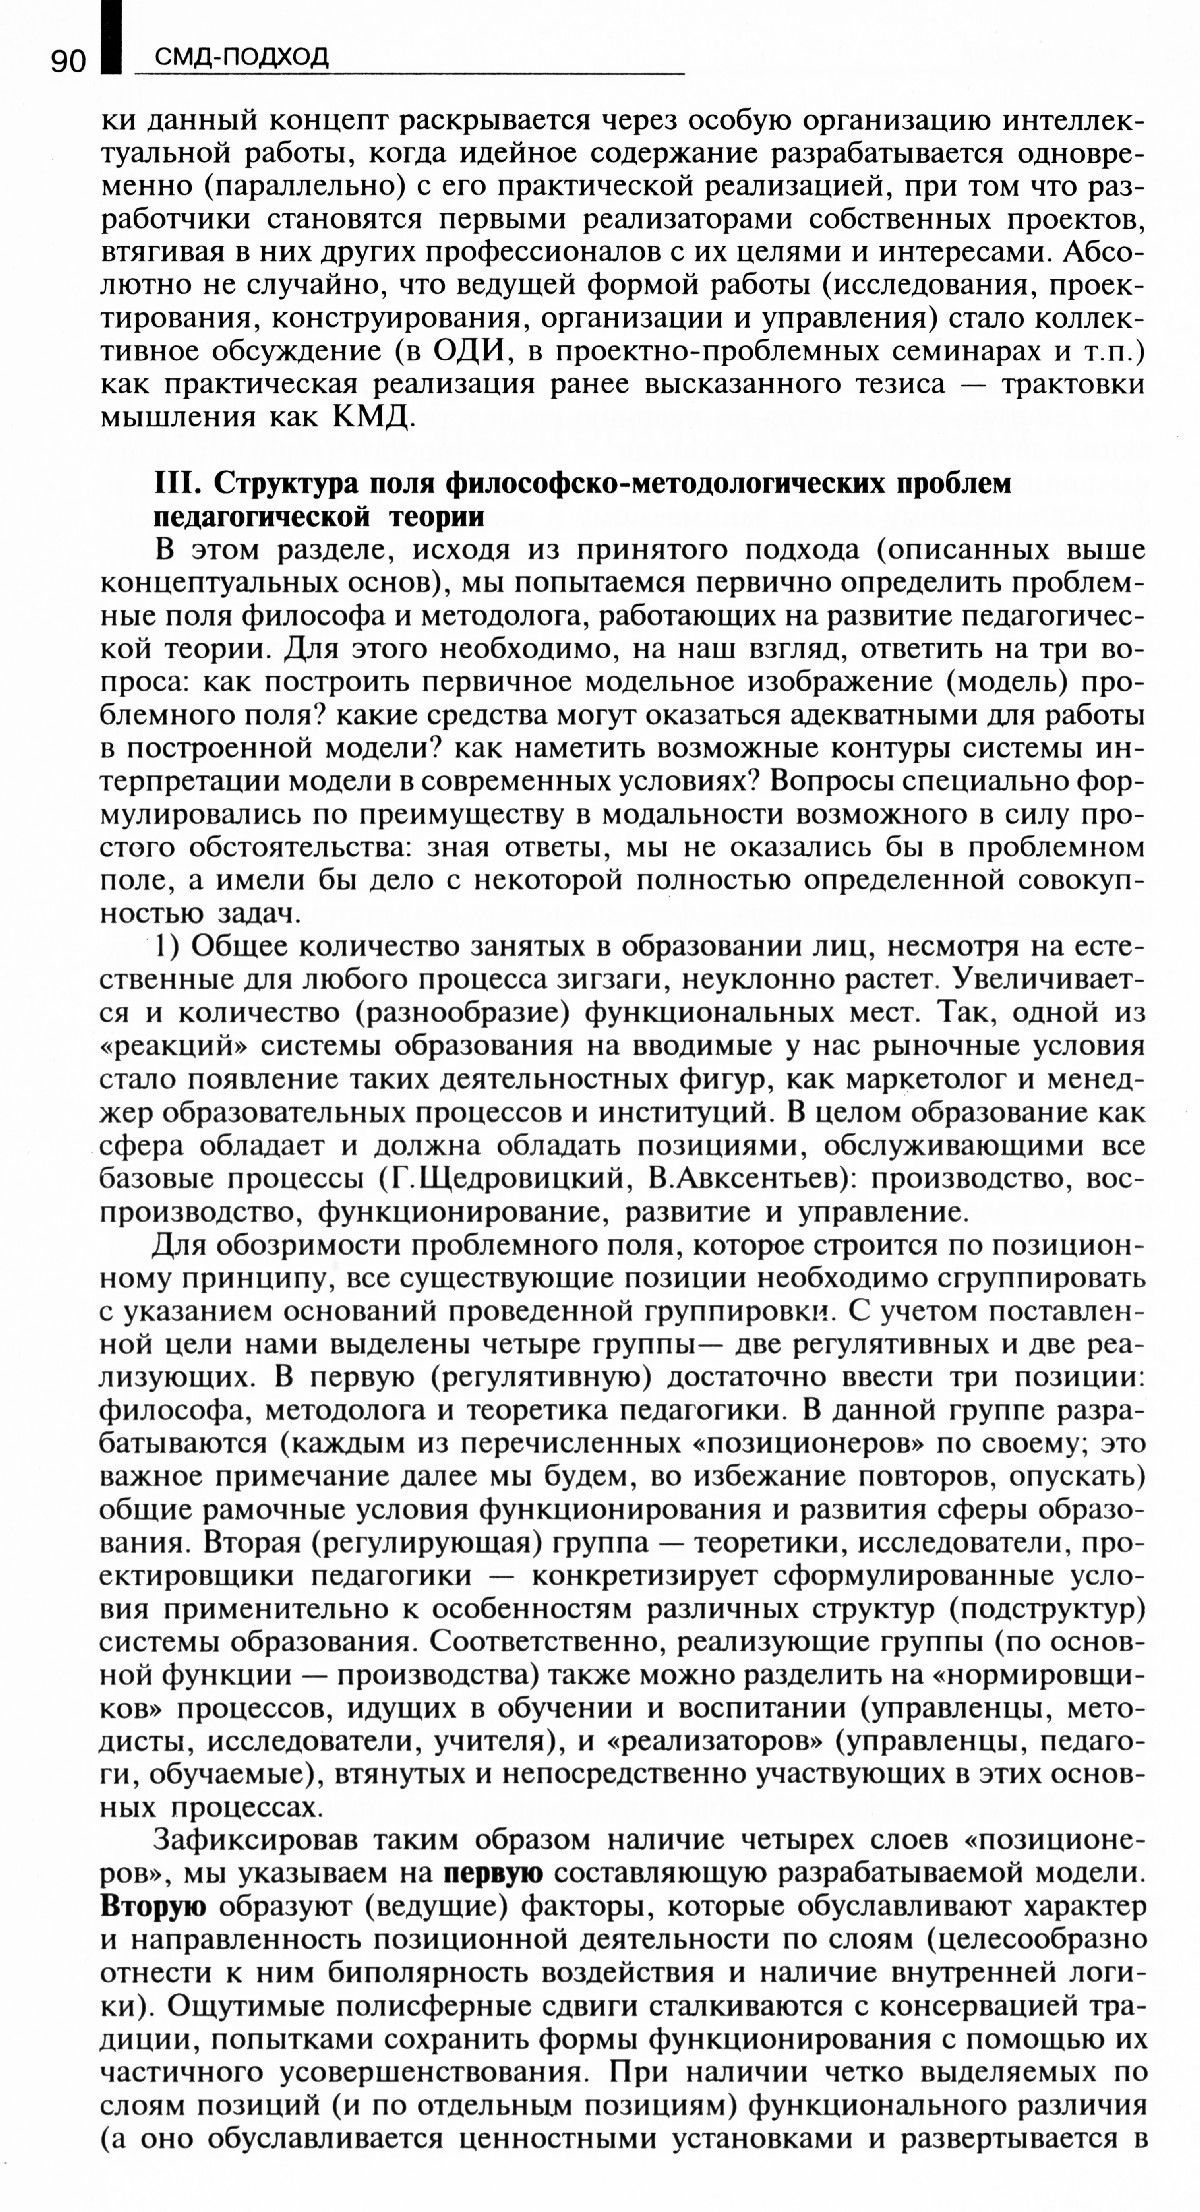 90 СМД-ПОДХОД
ки данный концепт раскрывается через особую организацию интеллек-
туальной работы, когда идейное содержание разрабатывается одновре-
менно (параллельно) с его практической реализацией, при том что раз-
работчики становятся первыми реализаторами собственных проектов,
втягивая в них других профессионалов с их целями и интересами. Абсо-
лютно не случайно, что ведущей формой работы (исследования, проек-
тирования, конструирования, организации и управления) стало коллек-
тивное обсуждение (в ОДИ, в проектно-проблемных семинарах и т.п.)
как практическая реализация ранее высказанного тезиса — трактовки
мышления как КМД.
III. Структура поля философско-методологических проблем
педагогической теории
В этом разделе, исходя из принятого подхода (описанных выше
концептуальных основ), мы попытаемся первично определить проблем-
ные поля философа и методолога, работающих на развитие педагогичес-
кой теории. Для этого необходимо, на наш взгляд, ответить на три во-
проса: как построить первичное модельное изображение (модель) про-
блемного поля? какие средства могут оказаться адекватными для работы
в построенной модели? как наметить возможные контуры системы ин-
терпретации модели в современных условиях? Вопросы специально фор-
мулировались по преимуществу в модальности возможного в силу про-
стого обстоятельства: зная ответы, мы не оказались бы в проблемном
поле, а имели бы дело с некоторой полностью определенной совокуп-
ностью задач.
1) Общее количество занятых в образовании лиц, несмотря на есте-
ственные для любого процесса зигзаги, неуклонно растет. Увеличивает-
ся и количество (разнообразие) функциональных мест. Так, одной из
«реакций» системы образования на вводимые у нас рыночные условия
стало появление таких деятельностных фигур, как маркетолог и менед-
жер образовательных процессов и институций. В целом образование как
сфера обладает и должна обладать позициями, обслуживающими все
базовые процессы (Г.Щедровицкий, В.Авксентьев): производство, вос-
производство, функционирование, развитие и управление.
Для обозримости проблемного поля, которое строится по позицион-
ному принципу, все существующие позиции необходимо сгруппировать
с указанием оснований проведенной группировки. С учетом поставлен-
ной цели нами выделены четыре группы— две регулятивных и две реа-
лизующих. В первую (регулятивную) достаточно ввести три позиции:
философа, методолога и теоретика педагогики. В данной группе разра-
батываются (каждым из перечисленных «позиционеров» по своему; это
важное примечание далее мы будем, во избежание повторов, опускать)
общие рамочные условия функционирования и развития сферы образо-
вания. Вторая (регулирующая) группа — теоретики, исследователи, про-
ектировщики педагогики — конкретизирует сформулированные усло-
вия применительно к особенностям различных структур (подструктур)
системы образования. Соответственно, реализующие группы (по основ-
ной функции — производства) также можно разделить на «нормировщи-
ков» процессов, идущих в обучении и воспитании (управленцы, мето-
дисты, исследователи, учителя), и «реализаторов» (управленцы, педаго-
ги, обучаемые), втянутых и непосредственно участвующих в этих основ-
ных процессах.
Зафиксировав таким образом наличие четырех слоев «позиционе-
ров», мы указываем на первую составляющую разрабатываемой модели.
Вторую образуют (ведущие) факторы, которые обуславливают характер
и направленность позиционной деятельности по слоям (целесообразно
отнести к ним биполярность воздействия и наличие внутренней логи-
ки). Ощутимые полисферные сдвиги сталкиваются с консервацией тра-
диции, попытками сохранить формы функционирования с помощью их
частичного усовершенствования. При наличии четко выделяемых по
слоям позиций (и по отдельным позициям) функционального различия
(а оно обуславливается ценностными установками и развертывается в